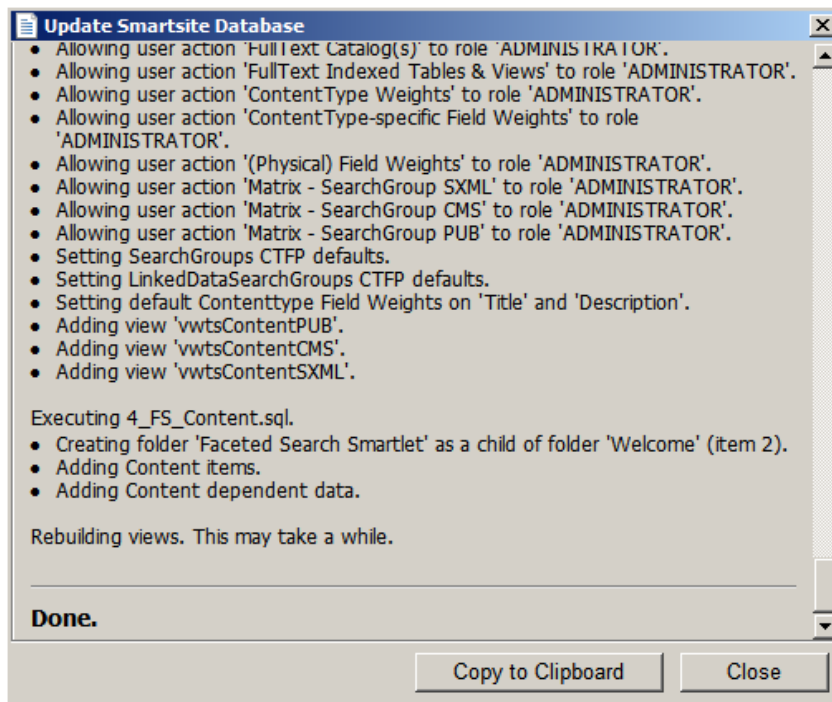 Update Smartsite Database
• Allowing user action 'FullText Catalog(s)' to role 'ADMINISTRATOR'.
• Allowing user action 'FullText Indexed Tables & Views' to role 'ADMINISTRATOR'.
• Allowing user action 'ContentType Weights' to role 'ADMINISTRATOR'.
• Allowing user action 'ContentType-specific Field Weights' to role
'ADMINISTRATOR'.
• Allowing user action '(Physical) Field Weights' to role 'ADMINISTRATOR'.
• Allowing user action 'Matrix - SearchGroup SXML' to role 'ADMINISTRATOR'.
• Allowing user action 'Matrix - SearchGroup CMS' to role 'ADMINISTRATOR'.
• Allowing user action 'Matrix - SearchGroup PUB' to role 'ADMINISTRATOR'.
• Setting SearchGroups CTFP defaults.
• Setting LinkedDataSearchGroups CTFP defaults.
• Setting default Contenttype Field Weights on 'Title' and 'Description'.
• Adding view 'vwtsContentPUB'.
• Adding view 'vwtsContentCMS'.
• Adding view 'vwtsContentSXML'.
Executing 4_FS_Content.sql.
• Creating folder 'Faceted Search Smartlet' as a child of folder 'Welcome' (item 2).
• Adding Content items.
• Adding Content dependent data.
Rebuilding views. This may take a while.
Done.
Copy to Clipboard
Close